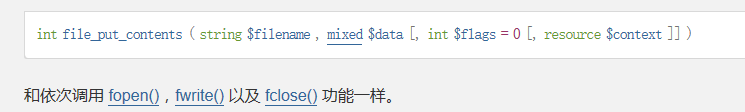 int file_put_contents ( string $filename , mixed $data [, int $flags = 0 [, resource $context ]] )
和依次调用 fopen()，fwrite() 以及 fclose() 功能一样。